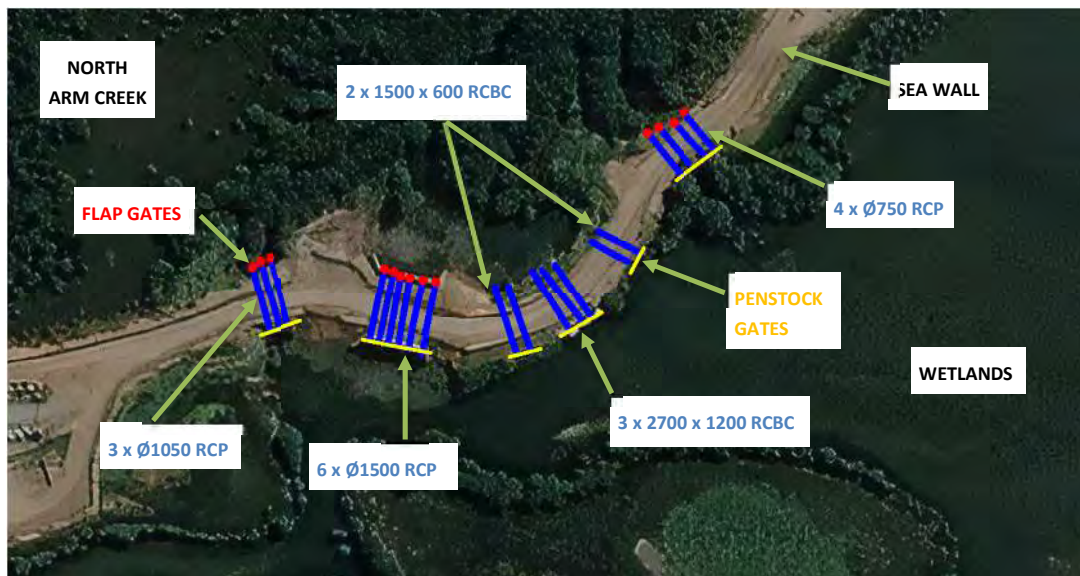 NORTH
ARM CREEK
2 x 1500 x 600 RCBC
SEA WALL
FLAP GATES
4 x Ø750 RCP
PENSTOCK
GATES
WETLANDS
3 x Ø1050 RCP
6 x Ø1500 RCP
3 x 2700 x 1200 RCBC